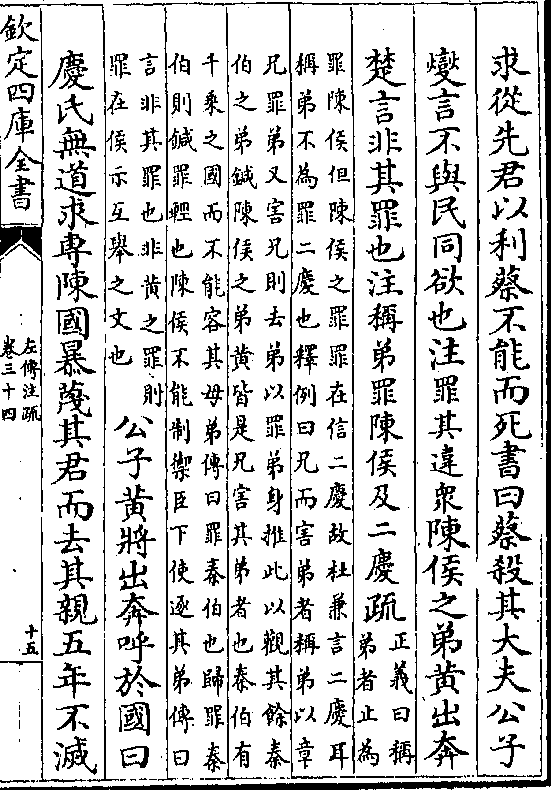 求從先君以利蔡不能而死書曰蔡殺其大夫公子
爕言不與民同欲也注罪其違衆陳侯之弟黄出奔
楚言非其罪也注稱弟罪陳侯及二慶疏
正義曰稱
弟者止為
罪陳侯但陳侯之罪罪在信二慶故杜兼言二慶耳
稱弟不為罪二慶也釋例曰兄而害弟者稱弟以章
兄罪弟又害兄則去弟以罪弟身推此以觀其餘秦
伯之弟鍼陳侯之弟黄皆是兄害其弟者也秦伯有
千乘之國而不能容其母弟傳曰罪秦伯也歸罪秦
伯則鍼罪輕也陳侯不能制禦臣下使逐其弟傳曰
言非其罪也非黄之罪則
罪在侯示互舉之文也
公子黄將出奔呼於國曰
慶氏無道求専陳國暴蔑其君而去其親五年不滅
欽定四庫全書
左傳注疏
卷三十四
十五